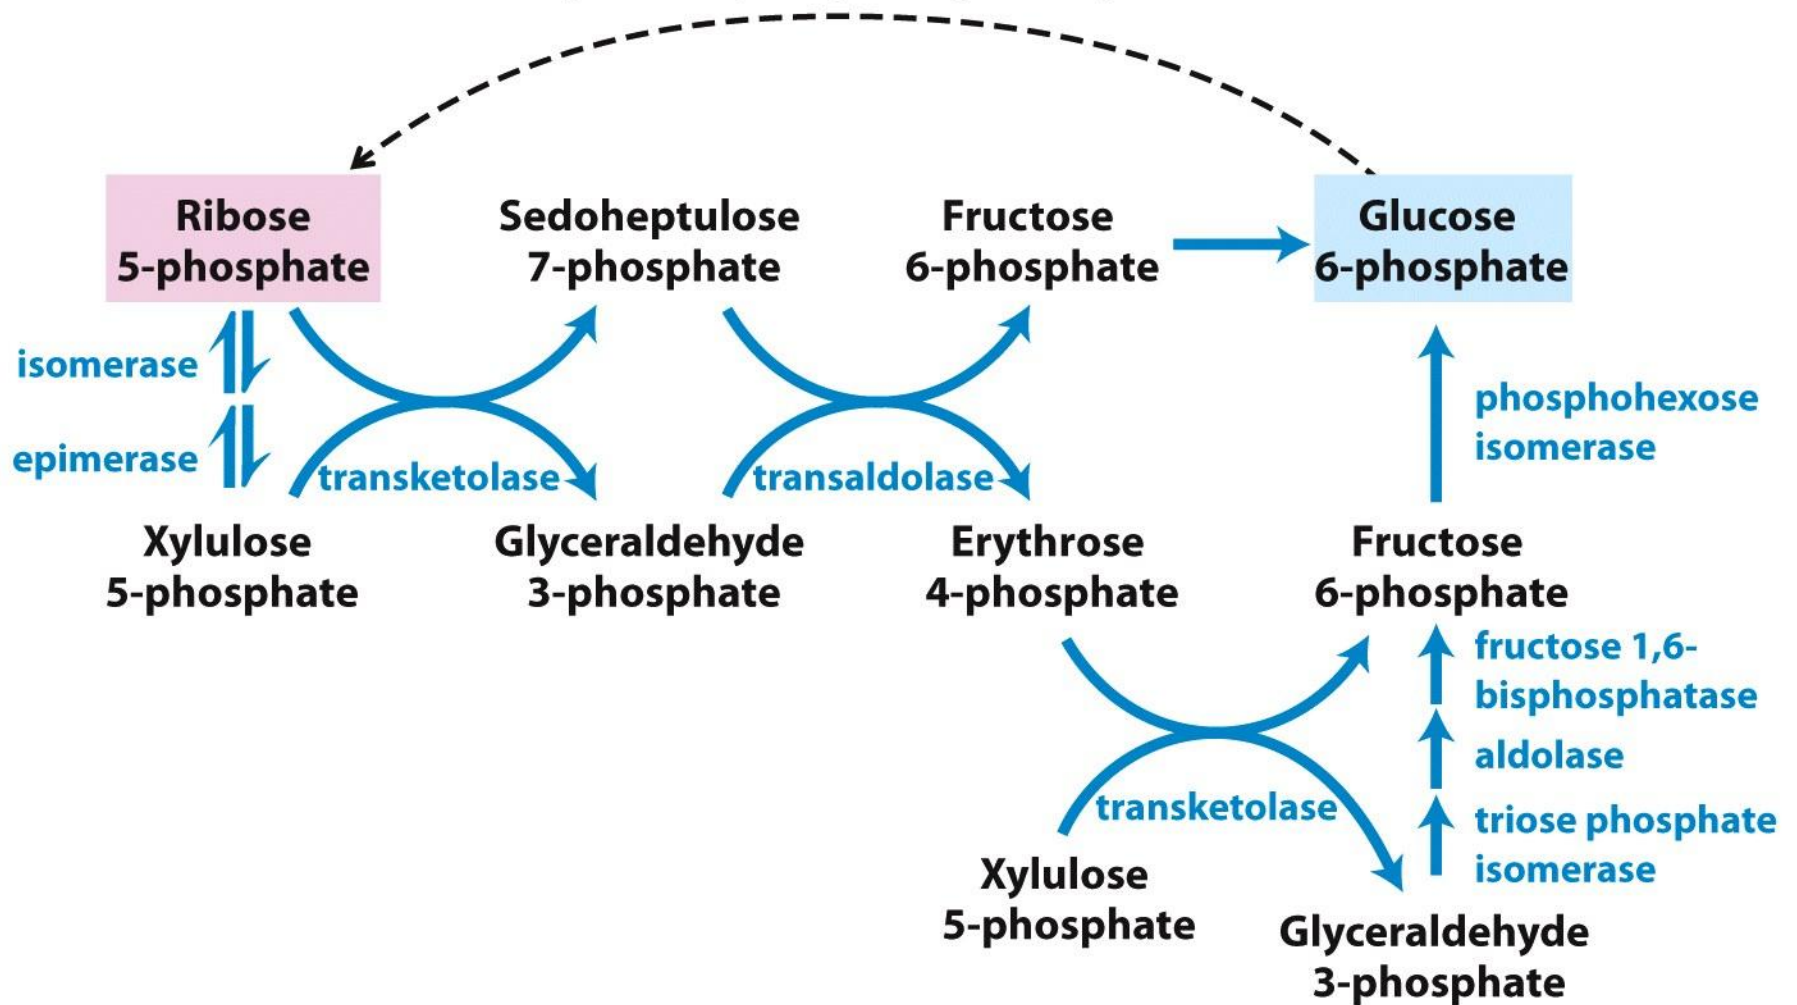 Ribose
5-phosphate
Sedoheptulose
7-phosphate
Fructose
6-phosphate
Glucose
6-phosphate
isomerase
epimerase
transketolase
transaldolase
phosphohexose
isomerase
Xylulose
5-phosphate
Glyceraldehyde
3-phosphate
Erythrose
4-phosphate
Fructose
6-phosphate
fructose 1,6-
bisphosphatase
aldolase
transketolase
triose phosphate
isomerase
Xylulose
5-phosphate
Glyceraldehyde
3-phosphate